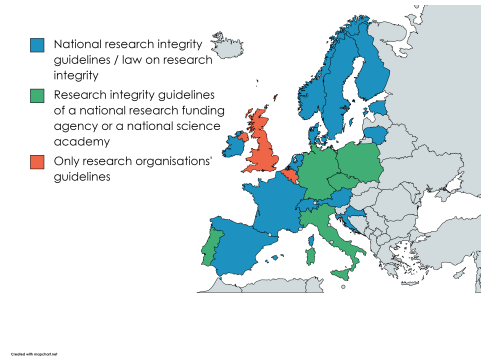 National research integrity
guidelines / law on research
integrity
Research integrity guidelines
of a national research funding
agency or a national science
academy
Only research organisations'
guidelines
Created with mapchart.net